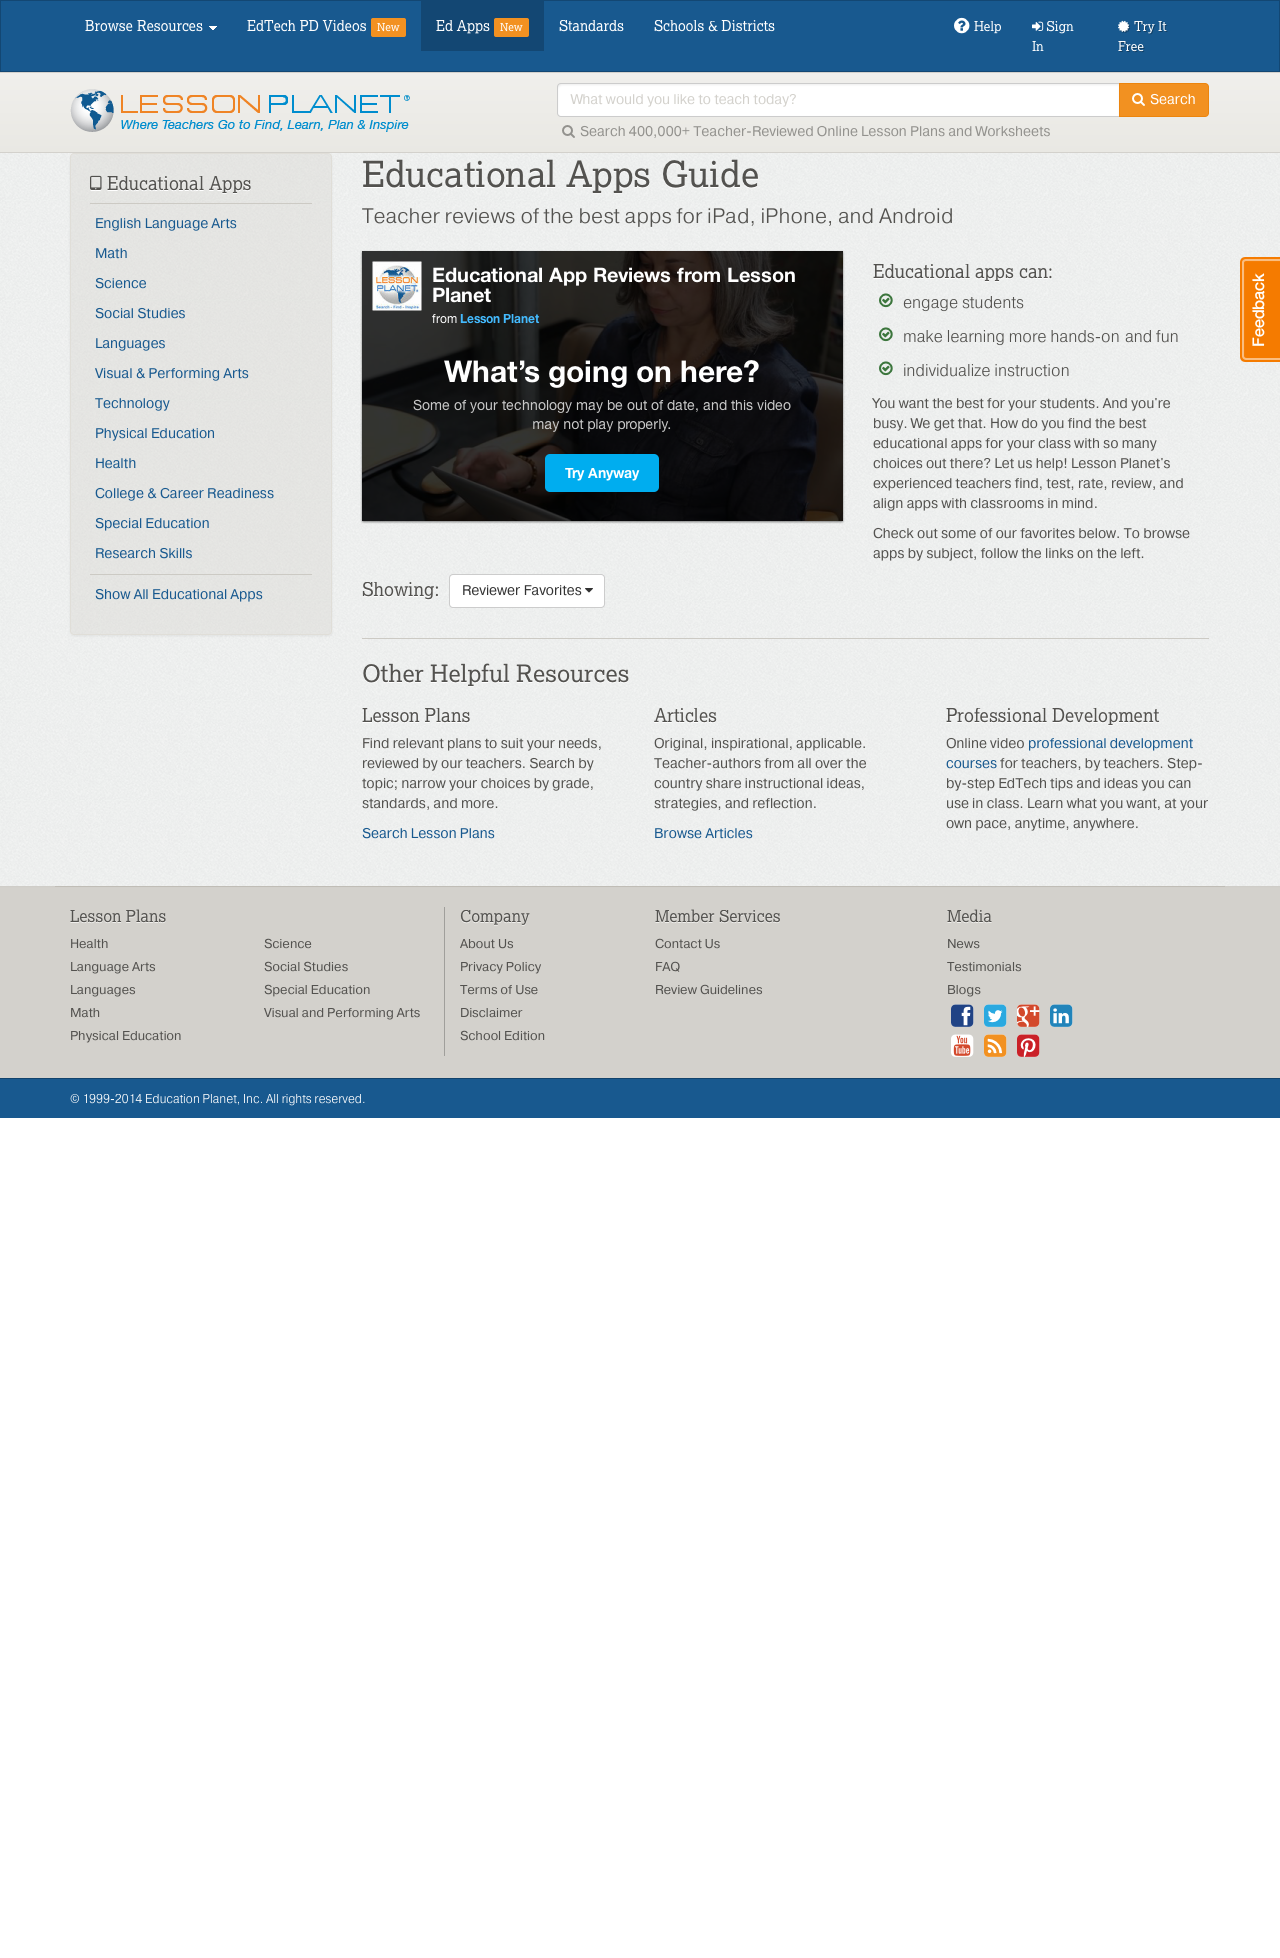 Browse Resources
EdTech PD Videos New
Ed Apps New
Standards
Schools & Districts
Help
Sign
In
Try It
Free
LESSON PLANET®
Where Teachers Go to Find, Learn, Plan & Inspire
What would you like to teach today?
Search
Search 400,000+ Teacher-Reviewed Online Lesson Plans and Worksheets
Educational Apps
English Language Arts
Math
Science
Social Studies
Languages
Visual & Performing Arts
Technology
Physical Education
Health
College & Career Readiness
Special Education
Research Skills
Show All Educational Apps
Educational Apps Guide
Teacher reviews of the best apps for iPad, iPhone, and Android
LESSON
PLANET
Educational App Reviews from Lesson
Planet
from Lesson Planet
What's going on here?
Some of your technology may be out of date, and this video
may not play properly.
Try Anyway
Educational apps can:
engage students
make learning more hands-on and fun
individualize instruction
You want the best for your students. And you're
busy. We get that. How do you find the best
educational apps for your class with so many
choices out there? Let us help! Lesson Planet's
experienced teachers find, test, rate, review, and
align apps with classrooms in mind.
Check out some of our favorites below. To browse
apps by subject, follow the links on the left.
Feedback
Showing:
Reviewer Favorites
Other Helpful Resources
Lesson Plans
Find relevant plans to suit your needs,
reviewed by our teachers. Search by
topic; narrow your choices by grade,
standards, and more.
Search Lesson Plans
Articles
Original, inspirational, applicable.
Teacher-authors from all over the
country share instructional ideas,
strategies, and reflection.
Browse Articles
Professional Development
Online video professional development
courses for teachers, by teachers. Step-
by-step EdTech tips and ideas you can
use in class. Learn what you want, at your
own pace, anytime, anywhere.
Lesson Plans
Health
Language Arts
Languages
Math
Physical Education
Science
Social Studies
Special Education
Visual and Performing Arts
Company
About Us
Privacy Policy
Terms of Use
Disclaimer
School Edition
Member Services
Contact Us
FAQ
Review Guidelines
Media
News
Testimonials
Blogs
You
Tube
© 1999-2014 Education Planet, Inc. All rights reserved.